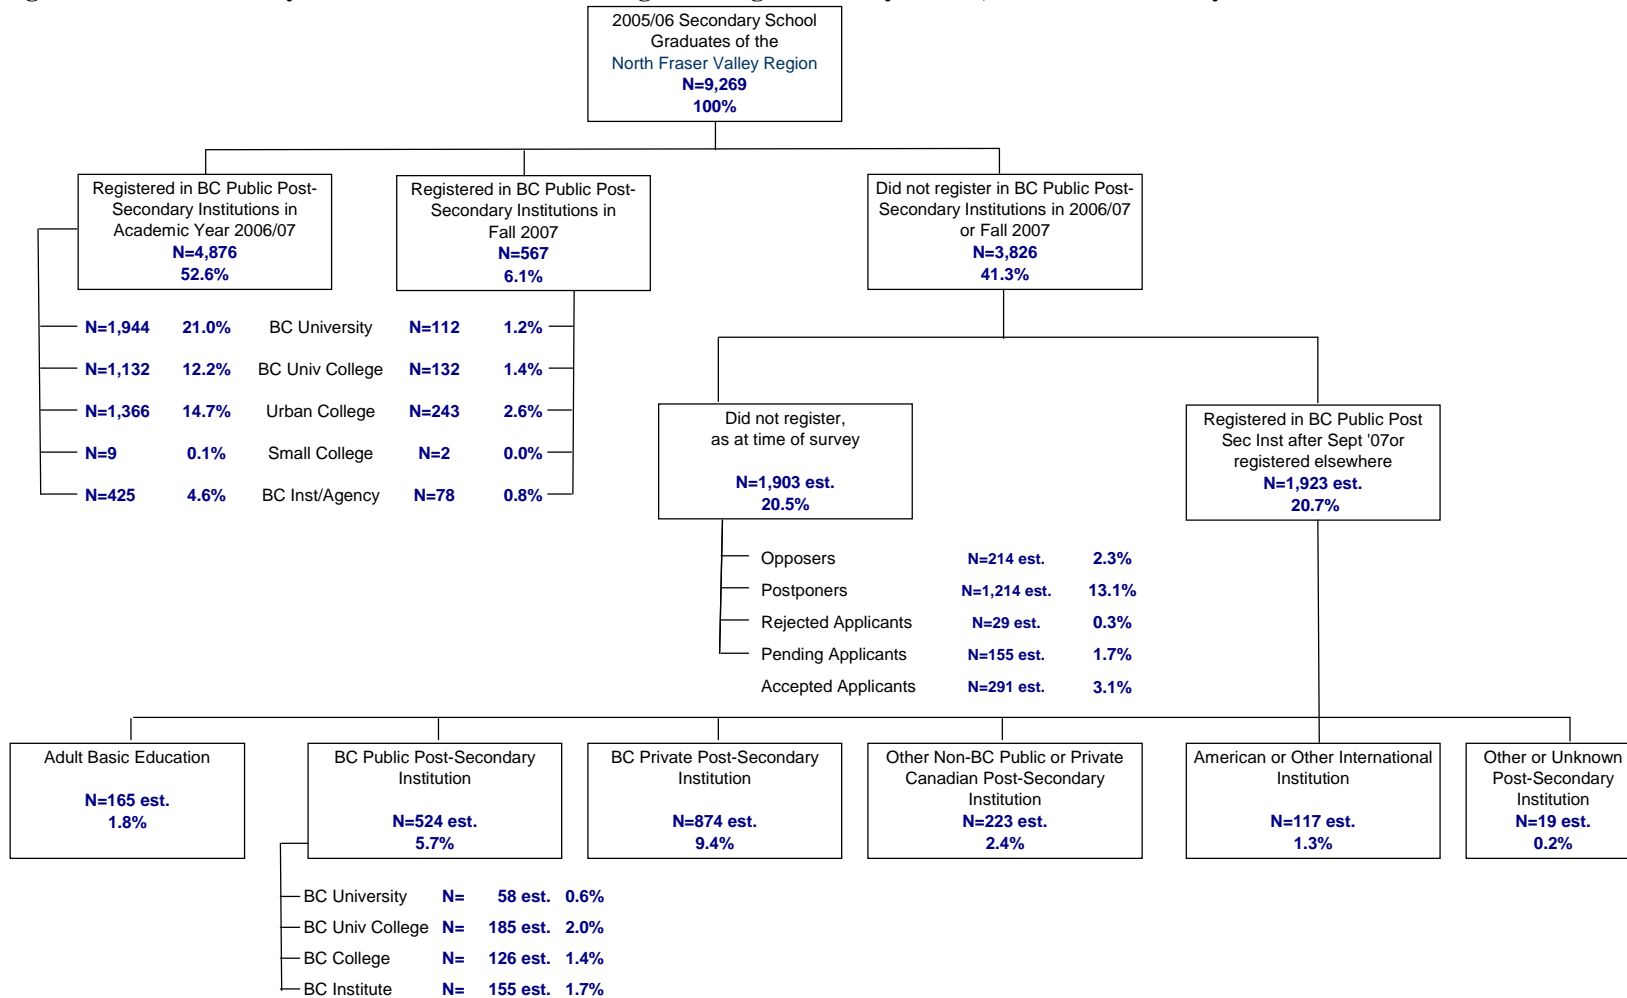 2005/06 Secondary School
Graduates of the
North Fraser Valley Region
N=9,269
100%
Registered in BC Public Post-
Secondary Institutions in
Academic Year 2006/07
N=4,876
52.6%
Registered in BC Public Post-
Secondary Institutions in
Fall 2007
N=567
6.1%
Did not register in BC Public Post-
Secondary Institutions in 2006/07
or Fall 2007
N=3,826
41.3%
N=1,944 21.0% BC University N=112 1.2%
N=1,132 12.2% BC Univ College N=132 1.4%
N=1,366 14.7% Urban College N=243 2.6%
N=9 0.1% Small College N=2 0.0%
N=425 4.6% BC Inst/Agency N=78 0.8%
Did not register,
as at time of survey
N=1,903 est.
20.5%
Registered in BC Public Post
Sec Inst after Sept '07or
registered elsewhere
N=1,923 est.
20.7%
Opposers N=214 est. 2.3%
Postponers N=1,214 est. 13.1%
Rejected Applicants N=29 est. 0.3%
Pending Applicants N=155 est. 1.7%
Accepted Applicants N=291 est. 3.1%
Adult Basic Education
N=165 est.
1.8%
BC Public Post-Secondary
Institution
N=524 est.
5.7%
BC Private Post-Secondary
Institution
N=874 est.
9.4%
Other Non-BC Public or Private
Canadian Post-Secondary
Institution
N=223 est.
2.4%
American or Other International
Institution
N=117 est.
1.3%
Other or Unknown
Post-Secondary
Institution
N=19 est.
0.2%
BC University N= 58 est. 0.6%
BC Univ College N= 185 est. 2.0%
BC College N= 126 est. 1.4%
BC Institute N= 155 est. 1.7%